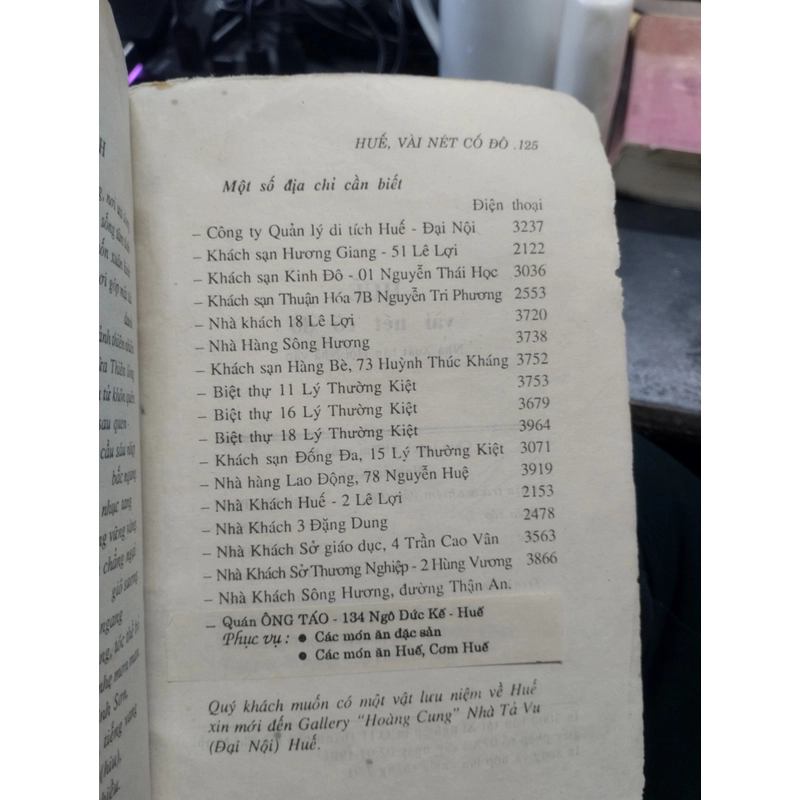 HUẾ, VÀI NÉT CỐ ĐÔ .125
Một số địa chỉ cần biết
Điện thoại
– Công ty Quản lý di tích Huế - Đại Nội 3237
– Khách sạn Hương Giang - 51 Lê Lợi 2122
– Khách sạn Kinh Đô - 01 Nguyễn Thái Học 3036
– Khách sạn Thuận Hóa 7B Nguyễn Tri Phương 2553
– Nhà khách 18 Lê Lợi 3720
– Nhà Hàng Sông Hương 3738
– Khách sạn Hàng Bè, 73 Huỳnh Thúc Kháng 3752
– Biệt thự 11 Lý Thường Kiệt 3753
– Biệt thự 16 Lý Thường Kiệt 3679
– Biệt thự 18 Lý Thường Kiệt 3964
– Khách sạn Đống Đa, 15 Lý Thường Kiệt 3071
– Nhà hàng Lao Động, 78 Nguyễn Huệ 3919
– Nhà Khách Huế - 2 Lê Lợi 2153
– Nhà Khách 3 Đặng Dung 2478
– Nhà Khách Sở giáo dục, 4 Trần Cao Vân 3563
– Nhà Khách Sở Thương Nghiệp - 2 Hùng Vương 3866
– Nhà Khách Sông Hương, đường Thận An.
– Quán ÔNG TÁO - 134 Ngô Đức Kế - Huế
Phục vụ : ● Các món ăn đặc sản
● Các món ăn Huế, Cơm Huế
Quý khách muốn có một vật lưu niệm về Huế
xin mời đến Gallery "Hoàng Cung" Nhà Tả Vu
(Đại Nội) Huế.